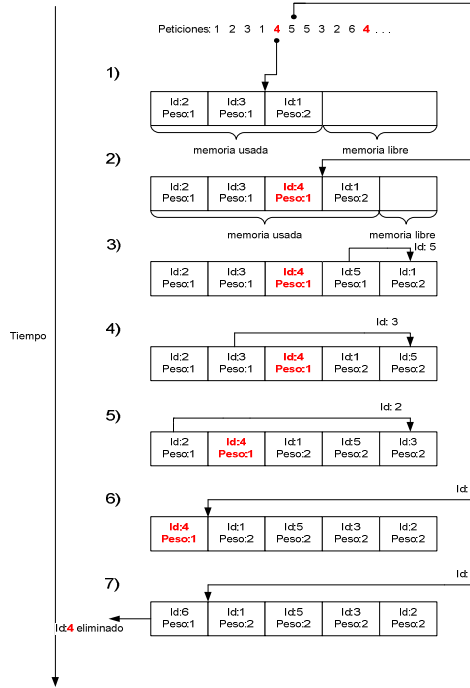 Peticiones: 1 2 3 1 4 5 5 3 2 6 4 . . .
1)
Id:2 Id:3 Id:1
Peso:1 Peso:1 Peso:2
memoria usada memoria libre
2)
Id:2 Id:3 Id:4 Id:1
Peso:1 Peso:1 Peso:1 Peso:2
memoria usada memoria libre
3)
Id: 5
Id:2 Id:3 Id:4 Id:5 Id:1
Peso:1 Peso:1 Peso:1 Peso:1 Peso:2
Tiempo
4)
Id: 3
Id:2 Id:3 Id:4 Id:1 Id:5
Peso:1 Peso:1 Peso:1 Peso:2 Peso:2
5)
Id: 2
Id:2 Id:4 Id:1 Id:5 Id:3
Peso:1 Peso:1 Peso:2 Peso:2 Peso:2
6)
Id:
Id:4 Id:1 Id:5 Id:3 Id:2
Peso:1 Peso:2 Peso:2 Peso:2 Peso:2
7)
Id:
Id:6 Id:1 Id:5 Id:3 Id:2
Peso:1 Peso:2 Peso:2 Peso:2 Peso:2
Id:4 eliminado